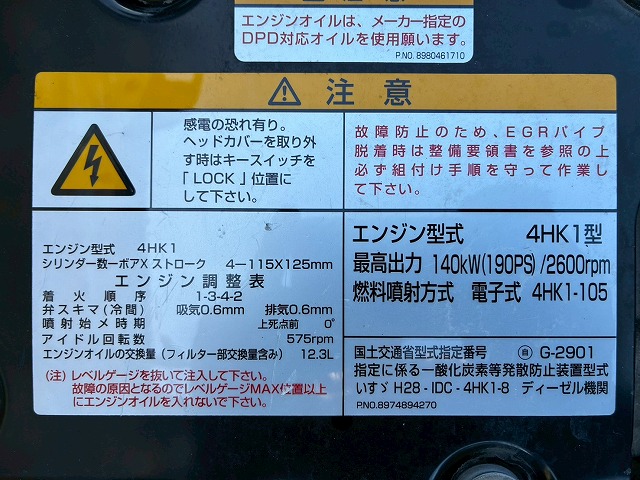 エンジンオイルは、メーカー指定の
DPD対応オイルを使用願います。
P.NO. 8980461710
注 意
感電の恐れ有り。
ヘッドカバーを取り外
す時はキースイッチを
「LOCK」位置に
して下さい。
故障防止のため、EGRパイプ
脱着時は整備要領書を参照の上
必ず組付け手順を守って作業し
て下さい。
エンジン型式 4HK1
シリンダー数ーボアX ストローク 4－115X125mm
エンジン調整表
着火順序 1-3-4-2
弁スキマ(冷間) 吸気0.6mm 排気0.6mm
噴射始メ時期 上死点前 0°
アイドル回転数 575rpm
エンジンオイルの交換量 (フィルター部交換量含み) 12.3L
(注) レベルゲージを抜いて注入して下さい。
故障の原因となるのでレベルゲージMAX位置以上
にエンジンオイルを入れないで下さい。
エンジン型式 4HK1型
最高出力 140kW(190PS)/2600rpm
燃料噴射方式 電子式 4HK1-105
国土交通省型式指定番号 自 G-2901
指定に係る一酸化炭素等発散防止装置型式
いすゞ H28-IDC-4HK1-8 ディーゼル機関
P.NO.8974894270